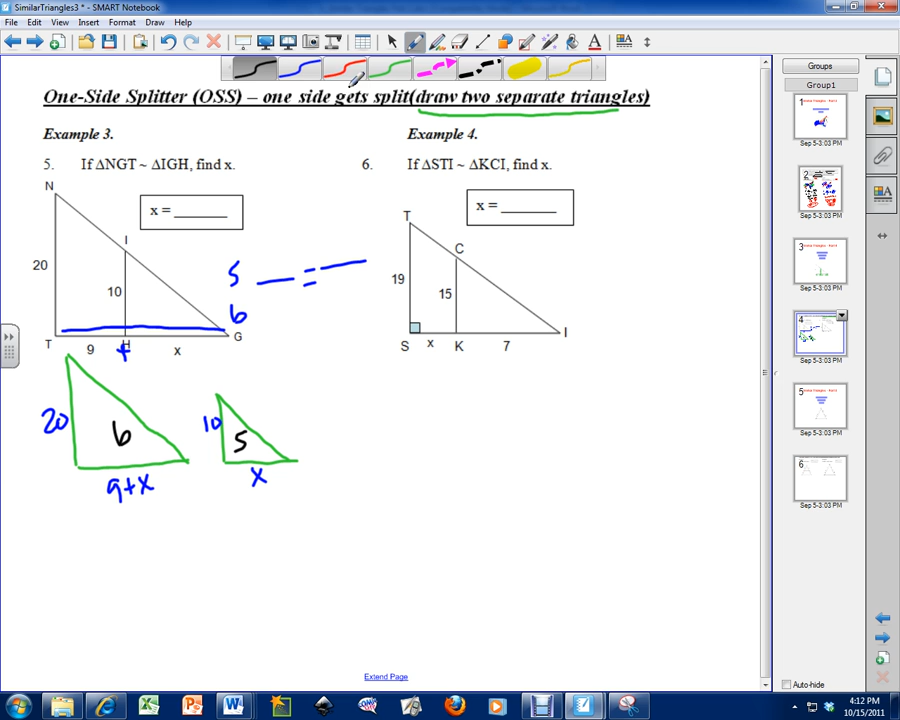 SimilarTriangles3 * - SMART Notebook
File Edit View Insert Format Draw Help
One-Side Splitter (OSS) – one side gets split(draw two separate triangles)
Example 3.
5. If ΔNGT ~ ΔIGH, find x.
x = _______
N
I
20
10
T
9
H
x
G
+
s
b
=
20
b
9+x
10
s
x
Example 4.
6. If ΔSTI ~ ΔKCI, find x.
x = _______
T
C
19
15
S
x
K
7
I
Extend Page
Groups
Group1
1
Sep 5-3:03 PM
2
Sep 5-3:03 PM
3
Sep 5-3:03 PM
4
Sep 5-3:03 PM
5
Sep 5-3:03 PM
6
Sep 5-3:03 PM
Auto-hide
4:12 PM
10/15/2011